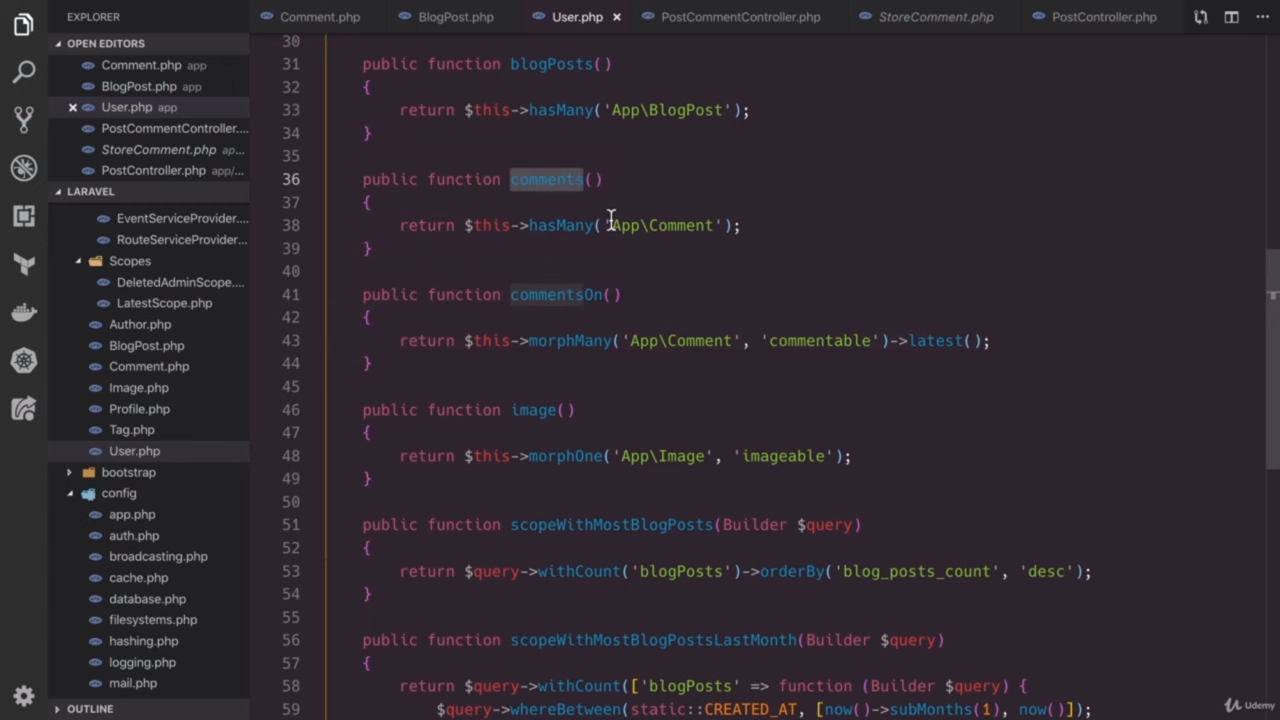 EXPLORER
Comment.php
BlogPost.php
User.php ×
PostCommentController.php
StoreComment.php
PostController.php
OPEN EDITORS
Comment.php app
BlogPost.php app
× User.php app
PostCommentController....
StoreComment.php ap...
PostController.php app/...
LARAVEL
EventServiceProvider....
RouteServiceProvider...
Scopes
DeletedAdminScope....
LatestScope.php
Author.php
BlogPost.php
Comment.php
Image.php
Profile.php
Tag.php
User.php
bootstrap
config
app.php
auth.php
broadcasting.php
cache.php
database.php
filesystems.php
hashing.php
logging.php
mail.php
OUTLINE
30
31 public function blogPosts()
32 {
33 return $this->hasMany('App\BlogPost');
34 }
35
36 public function comments()
37 {
38 return $this->hasMany('App\Comment');
39 }
40
41 public function commentsOn()
42 {
43 return $this->morphMany('App\Comment', 'commentable')->latest();
44 }
45
46 public function image()
47 {
48 return $this->morphOne('App\Image', 'imageable');
49 }
50
51 public function scopeWithMostBlogPosts(Builder $query)
52 {
53 return $query->withCount('blogPosts')->orderBy('blog_posts_count', 'desc');
54 }
55
56 public function scopeWithMostBlogPostsLastMonth(Builder $query)
57 {
58 return $query->withCount(['blogPosts' => function (Builder $query) {
59 $query->whereBetween(static::CREATED_AT, [now()->subMonths(1), now()]);
Udemy